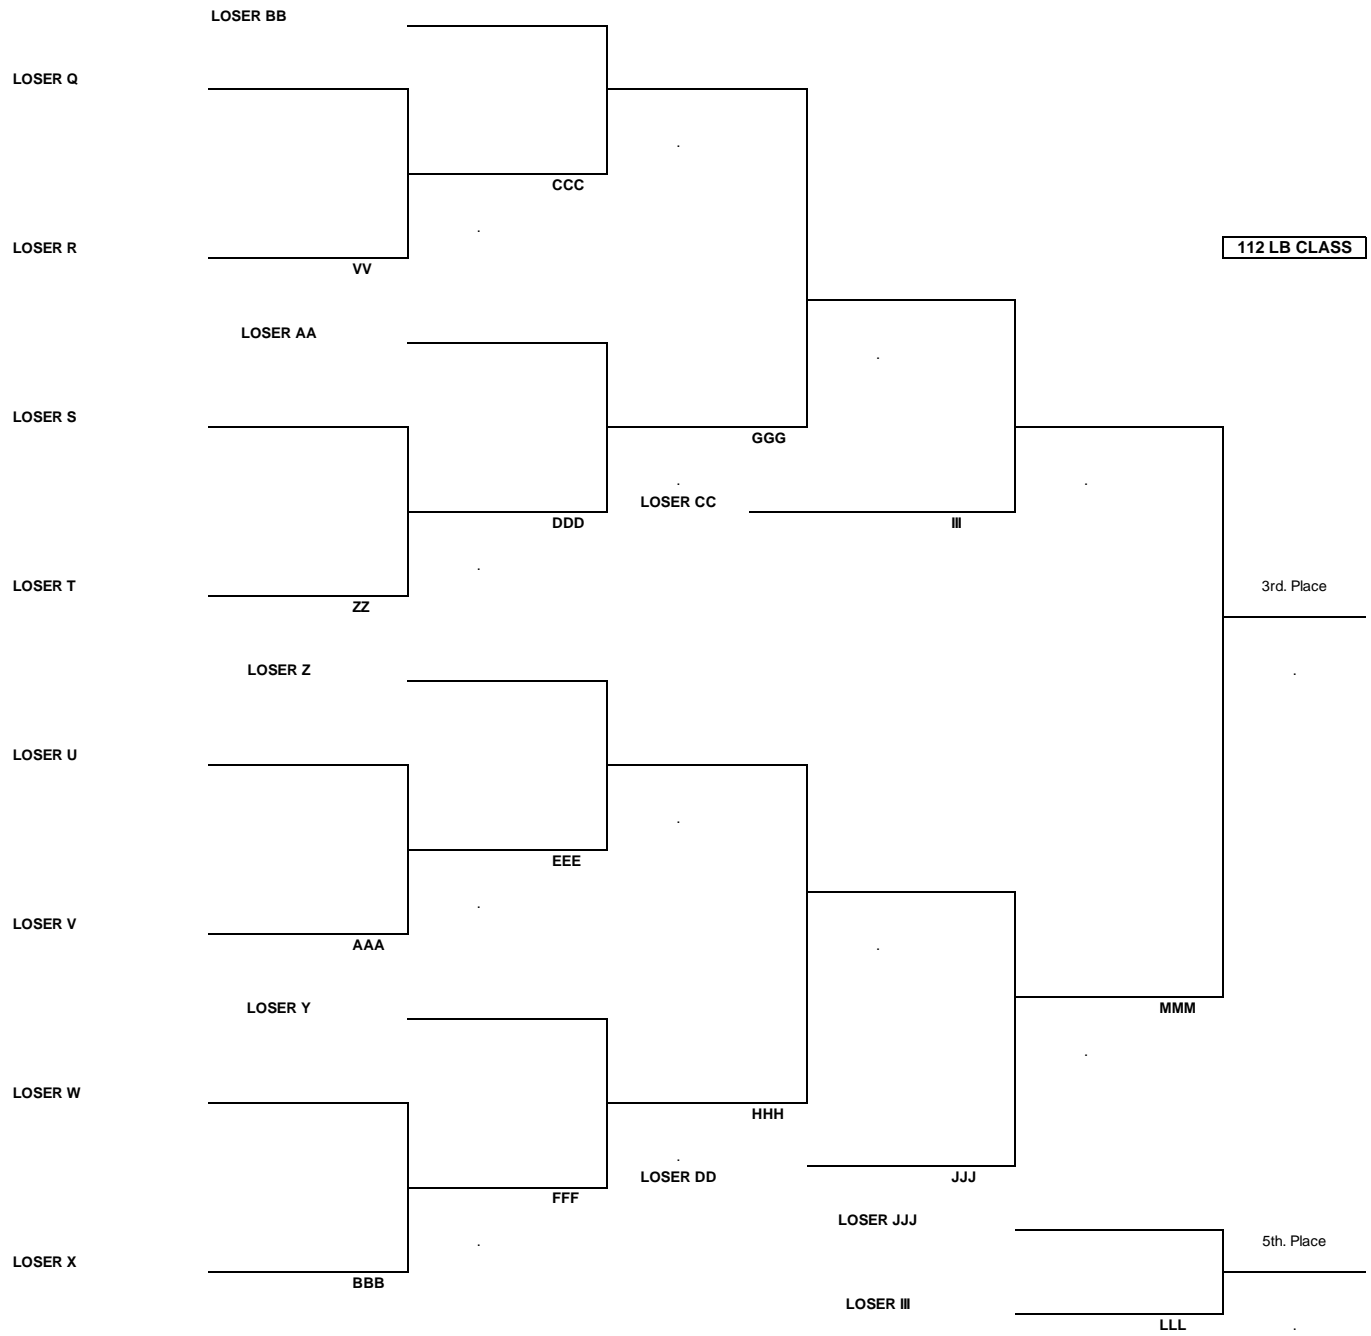 LOSER BB
LOSER Q
CCC
LOSER R
112 LB CLASS
VV
LOSER AA
LOSER S
GGG
LOSER CC
DDD
III
LOSER T
3rd. Place
ZZ
LOSER Z
LOSER U
EEE
LOSER V
AAA
LOSER Y
MMM
LOSER W
HHH
LOSER DD
JJJ
FFF
LOSER JJJ
5th. Place
LOSER X
BBB
LOSER III
LLL